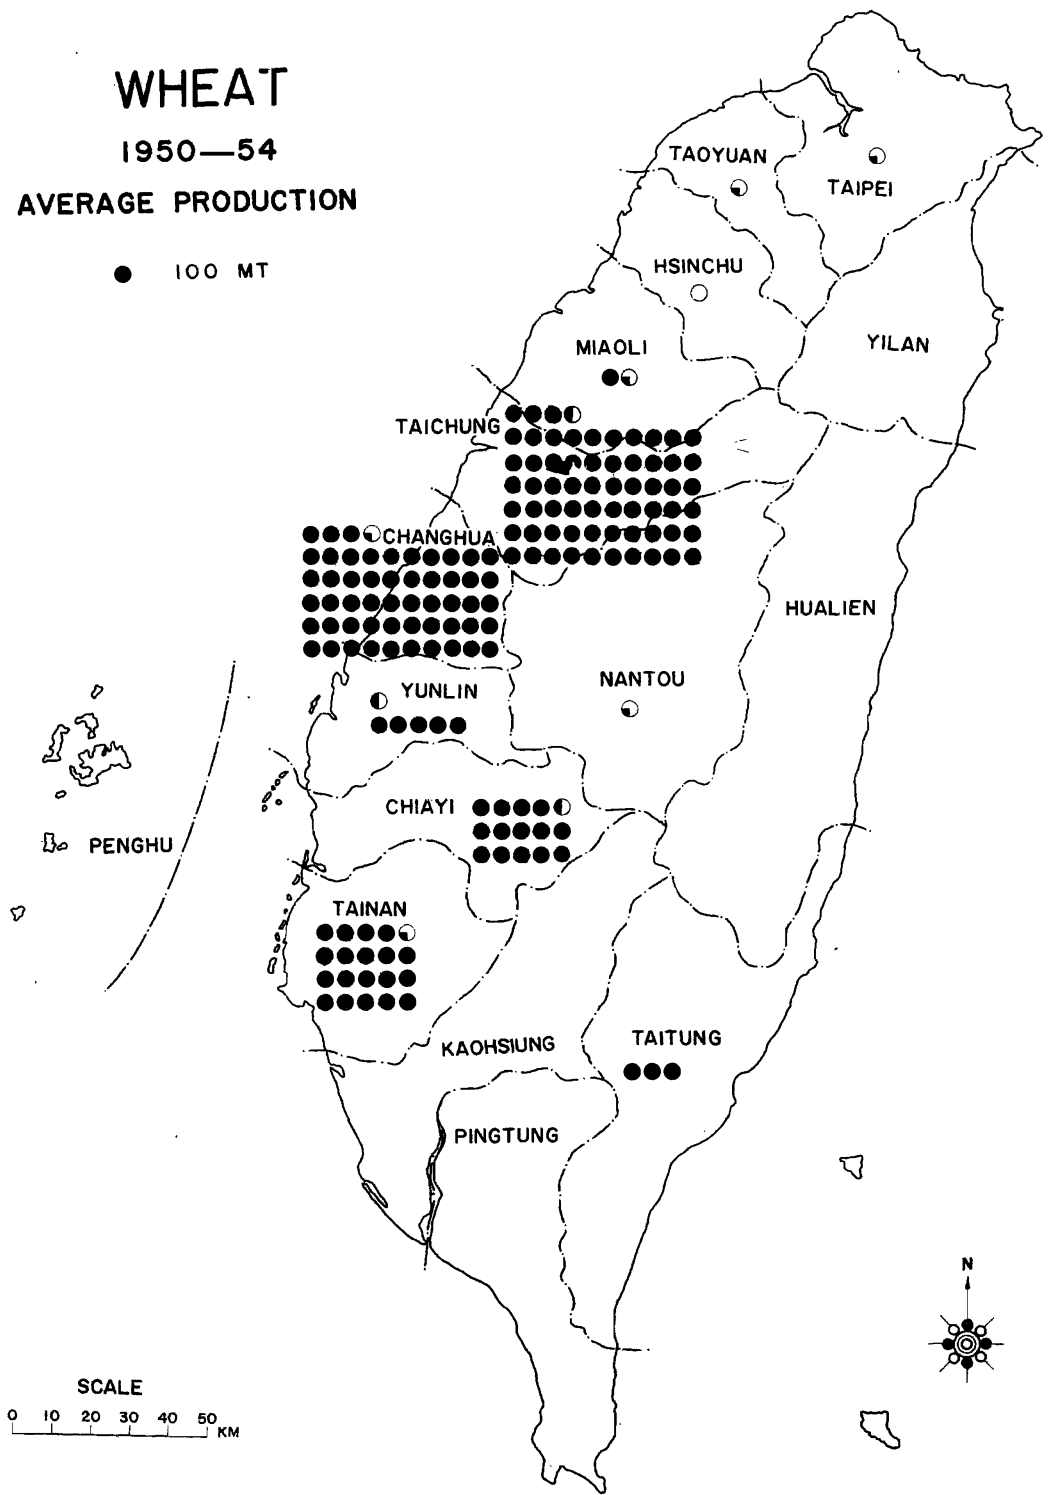 WHEAT
1950—54
AVERAGE PRODUCTION
100 MT
TAOYUAN
TAIPEI
HSINCHU
YILAN
MIAOLI
TAICHUNG
CHANGHUA
HUALIEN
NANTOU
YUNLIN
CHIAYI
PENGHU
TAINAN
TAITUNG
KAOHSIUNG
PINGTUNG
N
SCALE
0 10 20 30 40 50 KM